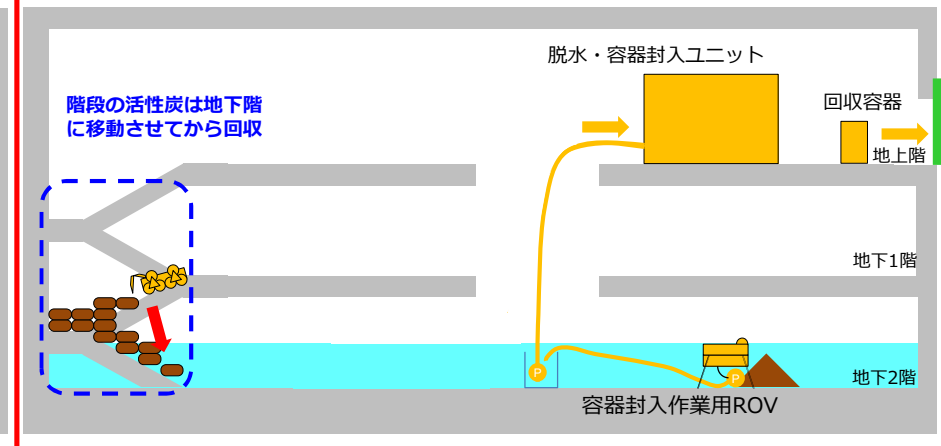 脱水・容器封入ユニット
階段の活性炭は地下階
に移動させてから回収
回収容器
地上階
地下1階
P
P
地下2階
容器封入作業用ROV